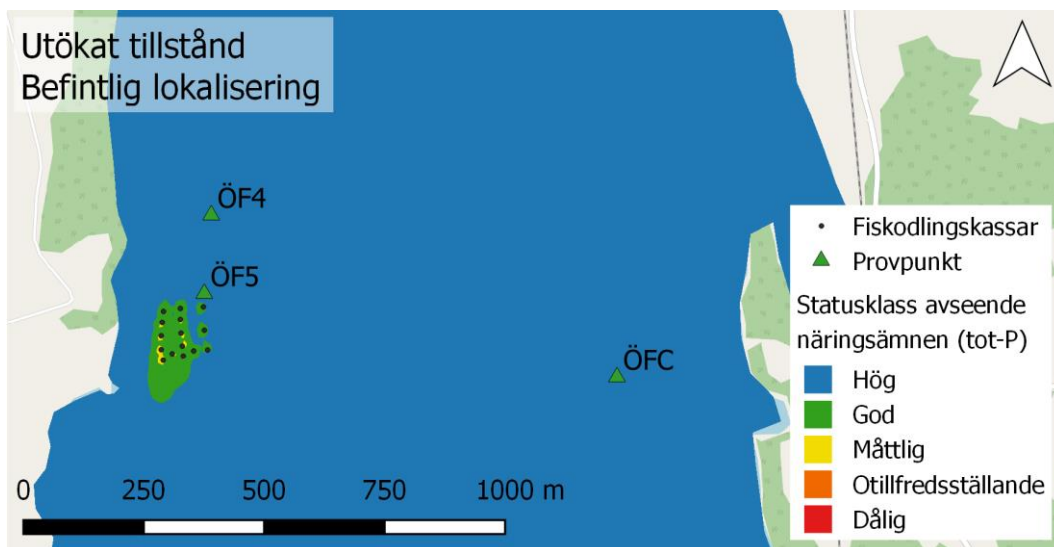 Utökat tillstånd
Befintlig lokalisering
ÖF4
ÖF5
ÖFC
0 250 500 750 1000 m
Fiskodlingskassar
Provpunkt
Statusklass avseende
näringsämnen (tot-P)
Hög
God
Måttlig
Otillfredsställande
Dålig